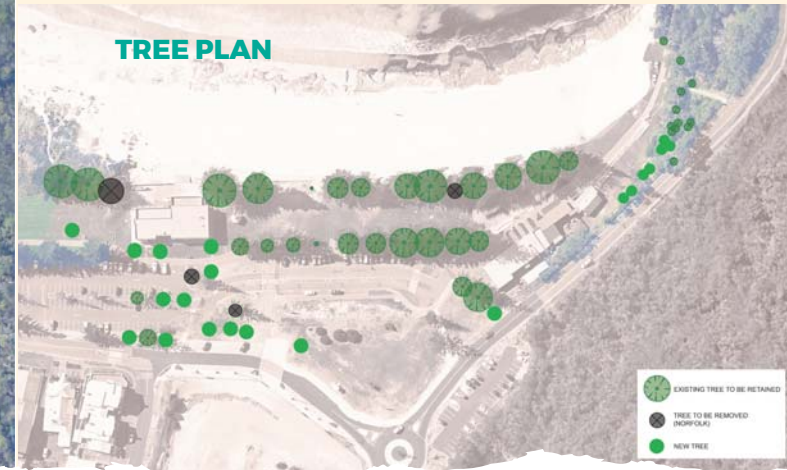 TREE PLAN
EXISTING TREE TO BE RETAINED
TREE TO BE REMOVED
(NORFOLK)
NEW TREE